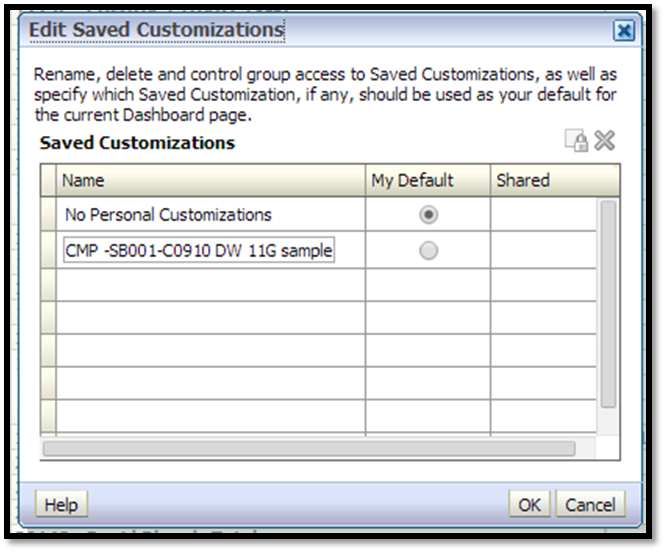 Edit Saved Customizations
Rename, delete and control group access to Saved Customizations, as well as
specify which Saved Customization, if any, should be used as your default for
the current Dashboard page.
Saved Customizations
Name My Default Shared
No Personal Customizations
CMP -SB001-C0910 DW 11G sample
Help OK Cancel